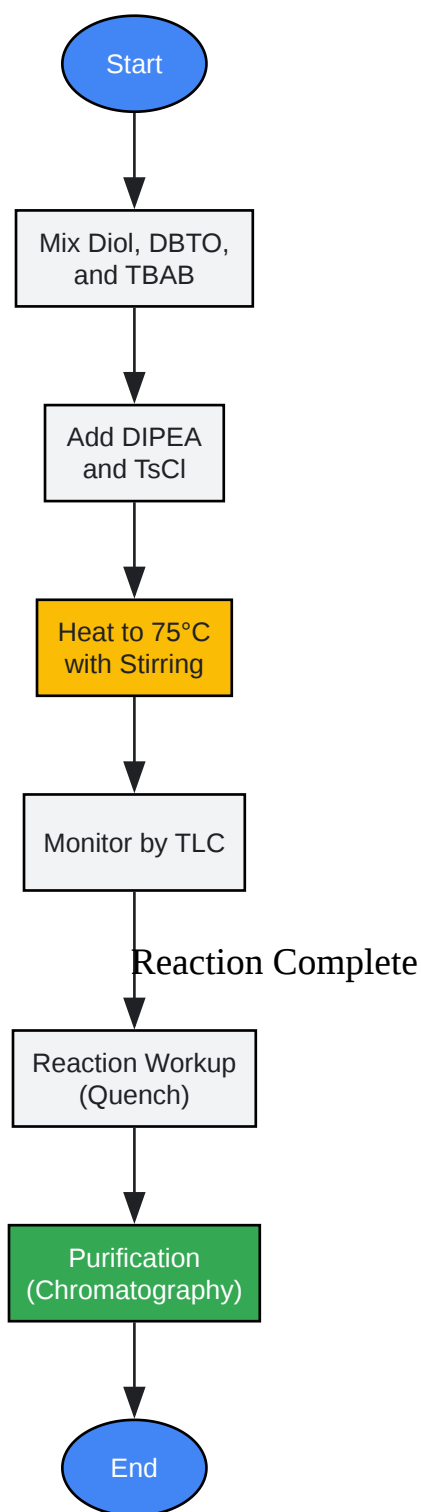 Start
Mix Diol, DBTO,
and TBAB
Add DIPEA
and TsCl
Heat to 75°C
with Stirring
Monitor by TLC
Reaction Complete
Reaction Workup
(Quench)
Purification
(Chromatography)
End